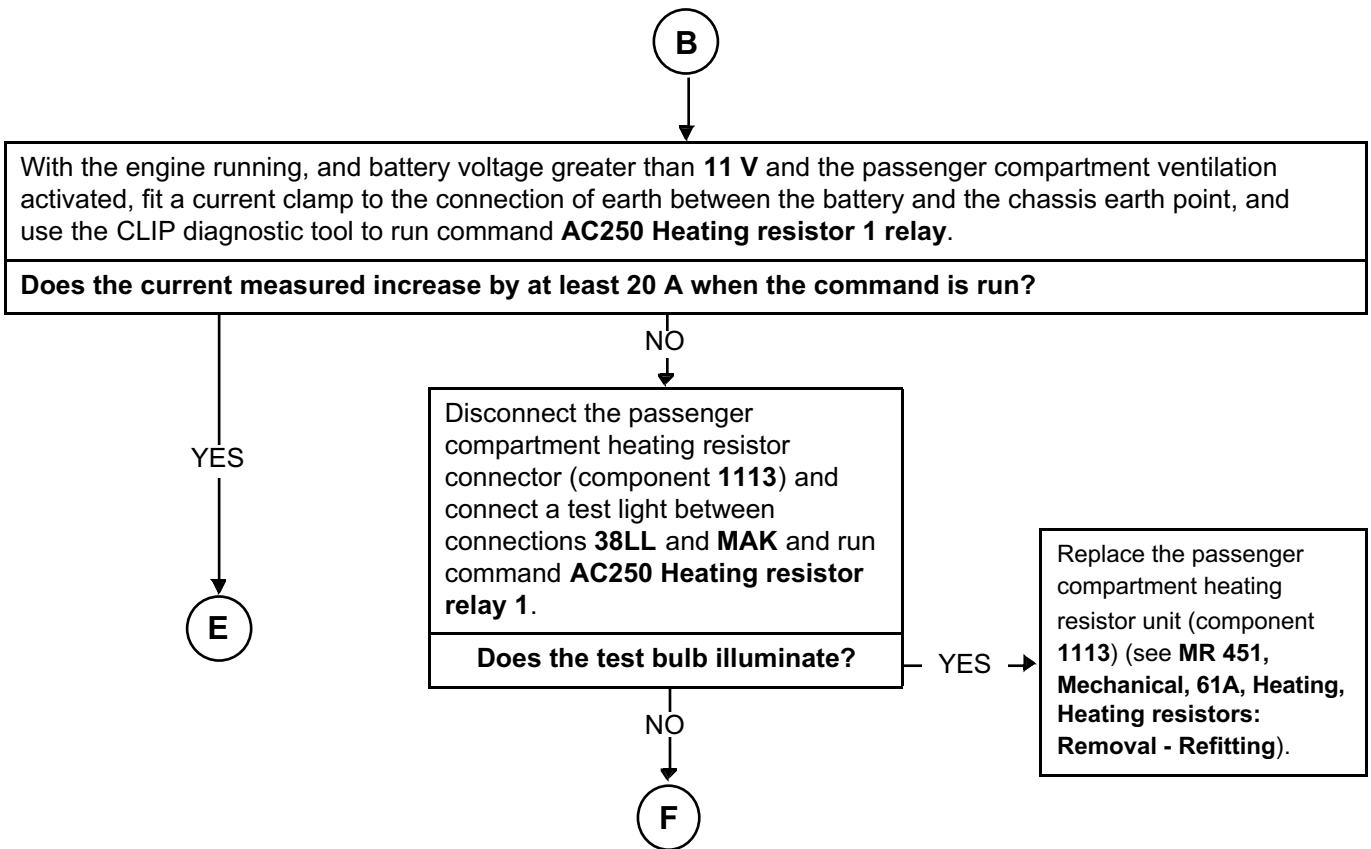 B
With the engine running, and battery voltage greater than 11 V and the passenger compartment ventilation
activated, fit a current clamp to the connection of earth between the battery and the chassis earth point, and
use the CLIP diagnostic tool to run command AC250 Heating resistor 1 relay.
Does the current measured increase by at least 20 A when the command is run?
NO
YES
Disconnect the passenger
compartment heating resistor
connector (component 1113) and
connect a test light between
connections 38LL and MAK and run
command AC250 Heating resistor
relay 1.
Does the test bulb illuminate?
YES
Replace the passenger
compartment heating
resistor unit (component
1113) (see MR 451,
Mechanical, 61A, Heating,
Heating resistors:
Removal - Refitting).
E
NO
F